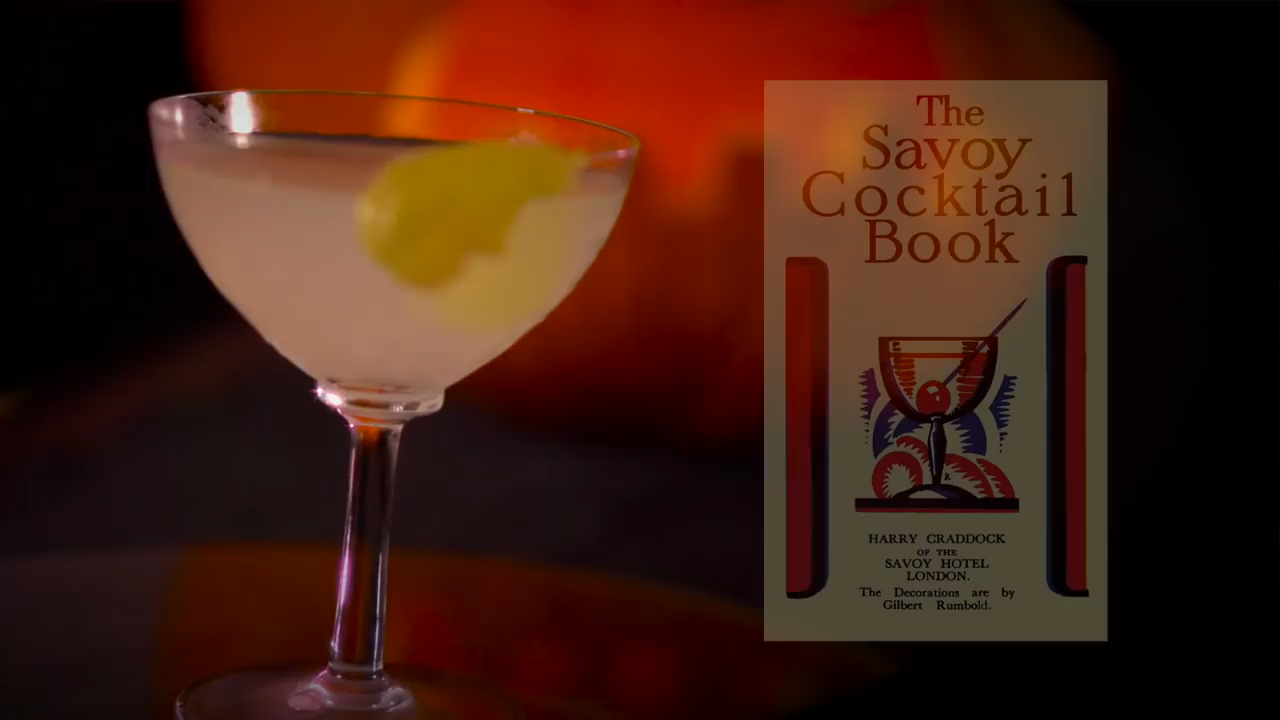 The
Savoy
Cocktail
Book
HARRY CRADDOCK
OF THE
SAVOY HOTEL
LONDON.
The Decorations are by
Gilbert Rumbold.